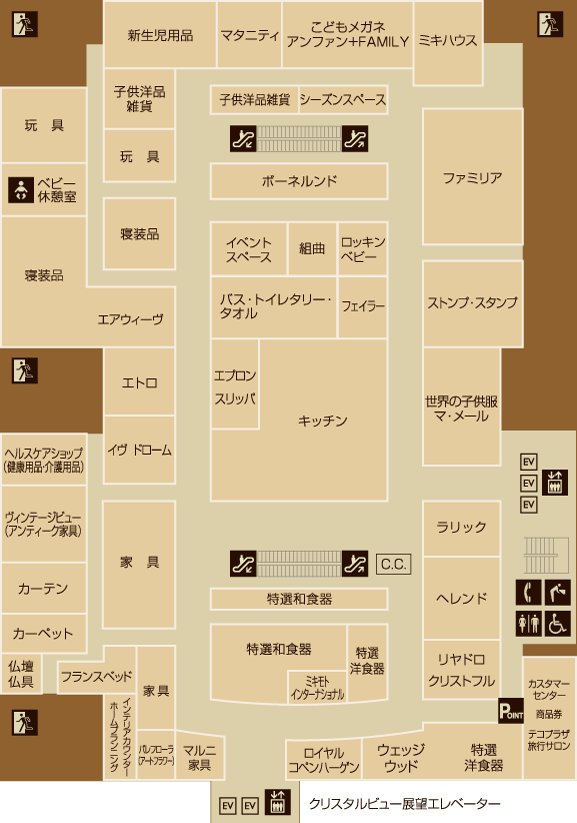 新生児用品
マタニティ
こどもメガネ
アンファン+FAMILY
ミキハウス
子供洋品
雑貨
子供洋品雑貨
シーズンスペース
玩 具
玩 具
ボーネルンド
ファミリア
ベビー
休憩室
寝装品
寝装品
イベント
スペース
組曲
ロッキン
ベビー
エアウィーヴ
バス・トイレタリー・
タオル
フェイラー
ストンプ・スタンプ
エトロ
エプロン
スリッパ
キッチン
世界の子供服
マ・メール
イヴ ドローム
ヘルスケアショップ
(健康用品・介護用品)
EV
EV
EV
ヴィンテージビュー
(アンティーク家具)
家 具
ラリック
カーテン
C.C.
ヘレンド
特選和食器
カーペット
仏壇
仏具
フランスベッド
家具
特選和食器
特選
洋食器
ミキモト
インターナショナル
リヤドロ
クリストフル
カスタマー
センター
商品券
テコプラザ
旅行サロン
POINT
インテリアカウンター
ホームプランニング
パルフローラ
(アートフラワー)
マルニ
家具
ロイヤル
コペンハーゲン
ウェッジ
ウッド
特選
洋食器
EV
EV
クリスタルビュー展望エレベーター